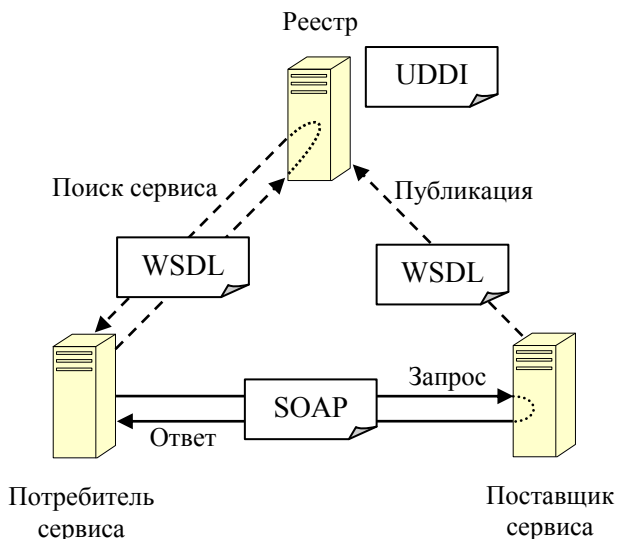 Реестр
UDDI
Поиск сервиса
Публикация
WSDL
WSDL
Запрос
SOAP
Ответ
Потребитель
сервиса
Поставщик
сервиса